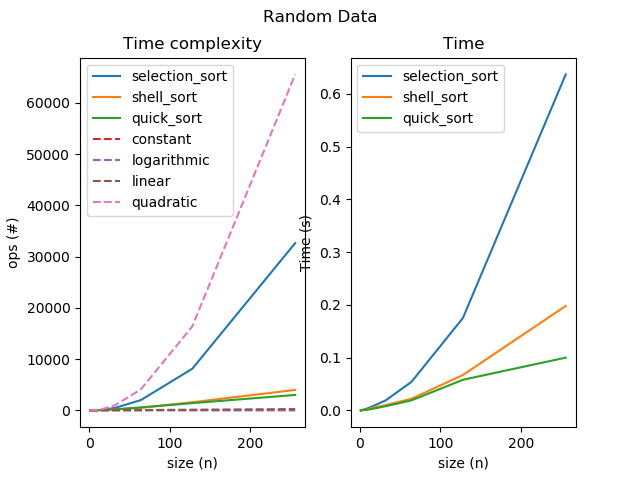 Random Data
Time complexity
ops (#)
60000
50000
40000
30000
20000
10000
0
selection_sort
shell_sort
quick_sort
constant
logarithmic
linear
quadratic
0 100 200
size (n)
Time
Time (s)
0.6
0.5
0.4
0.3
0.2
0.1
0.0
selection_sort
shell_sort
quick_sort
0 100 200
size (n)